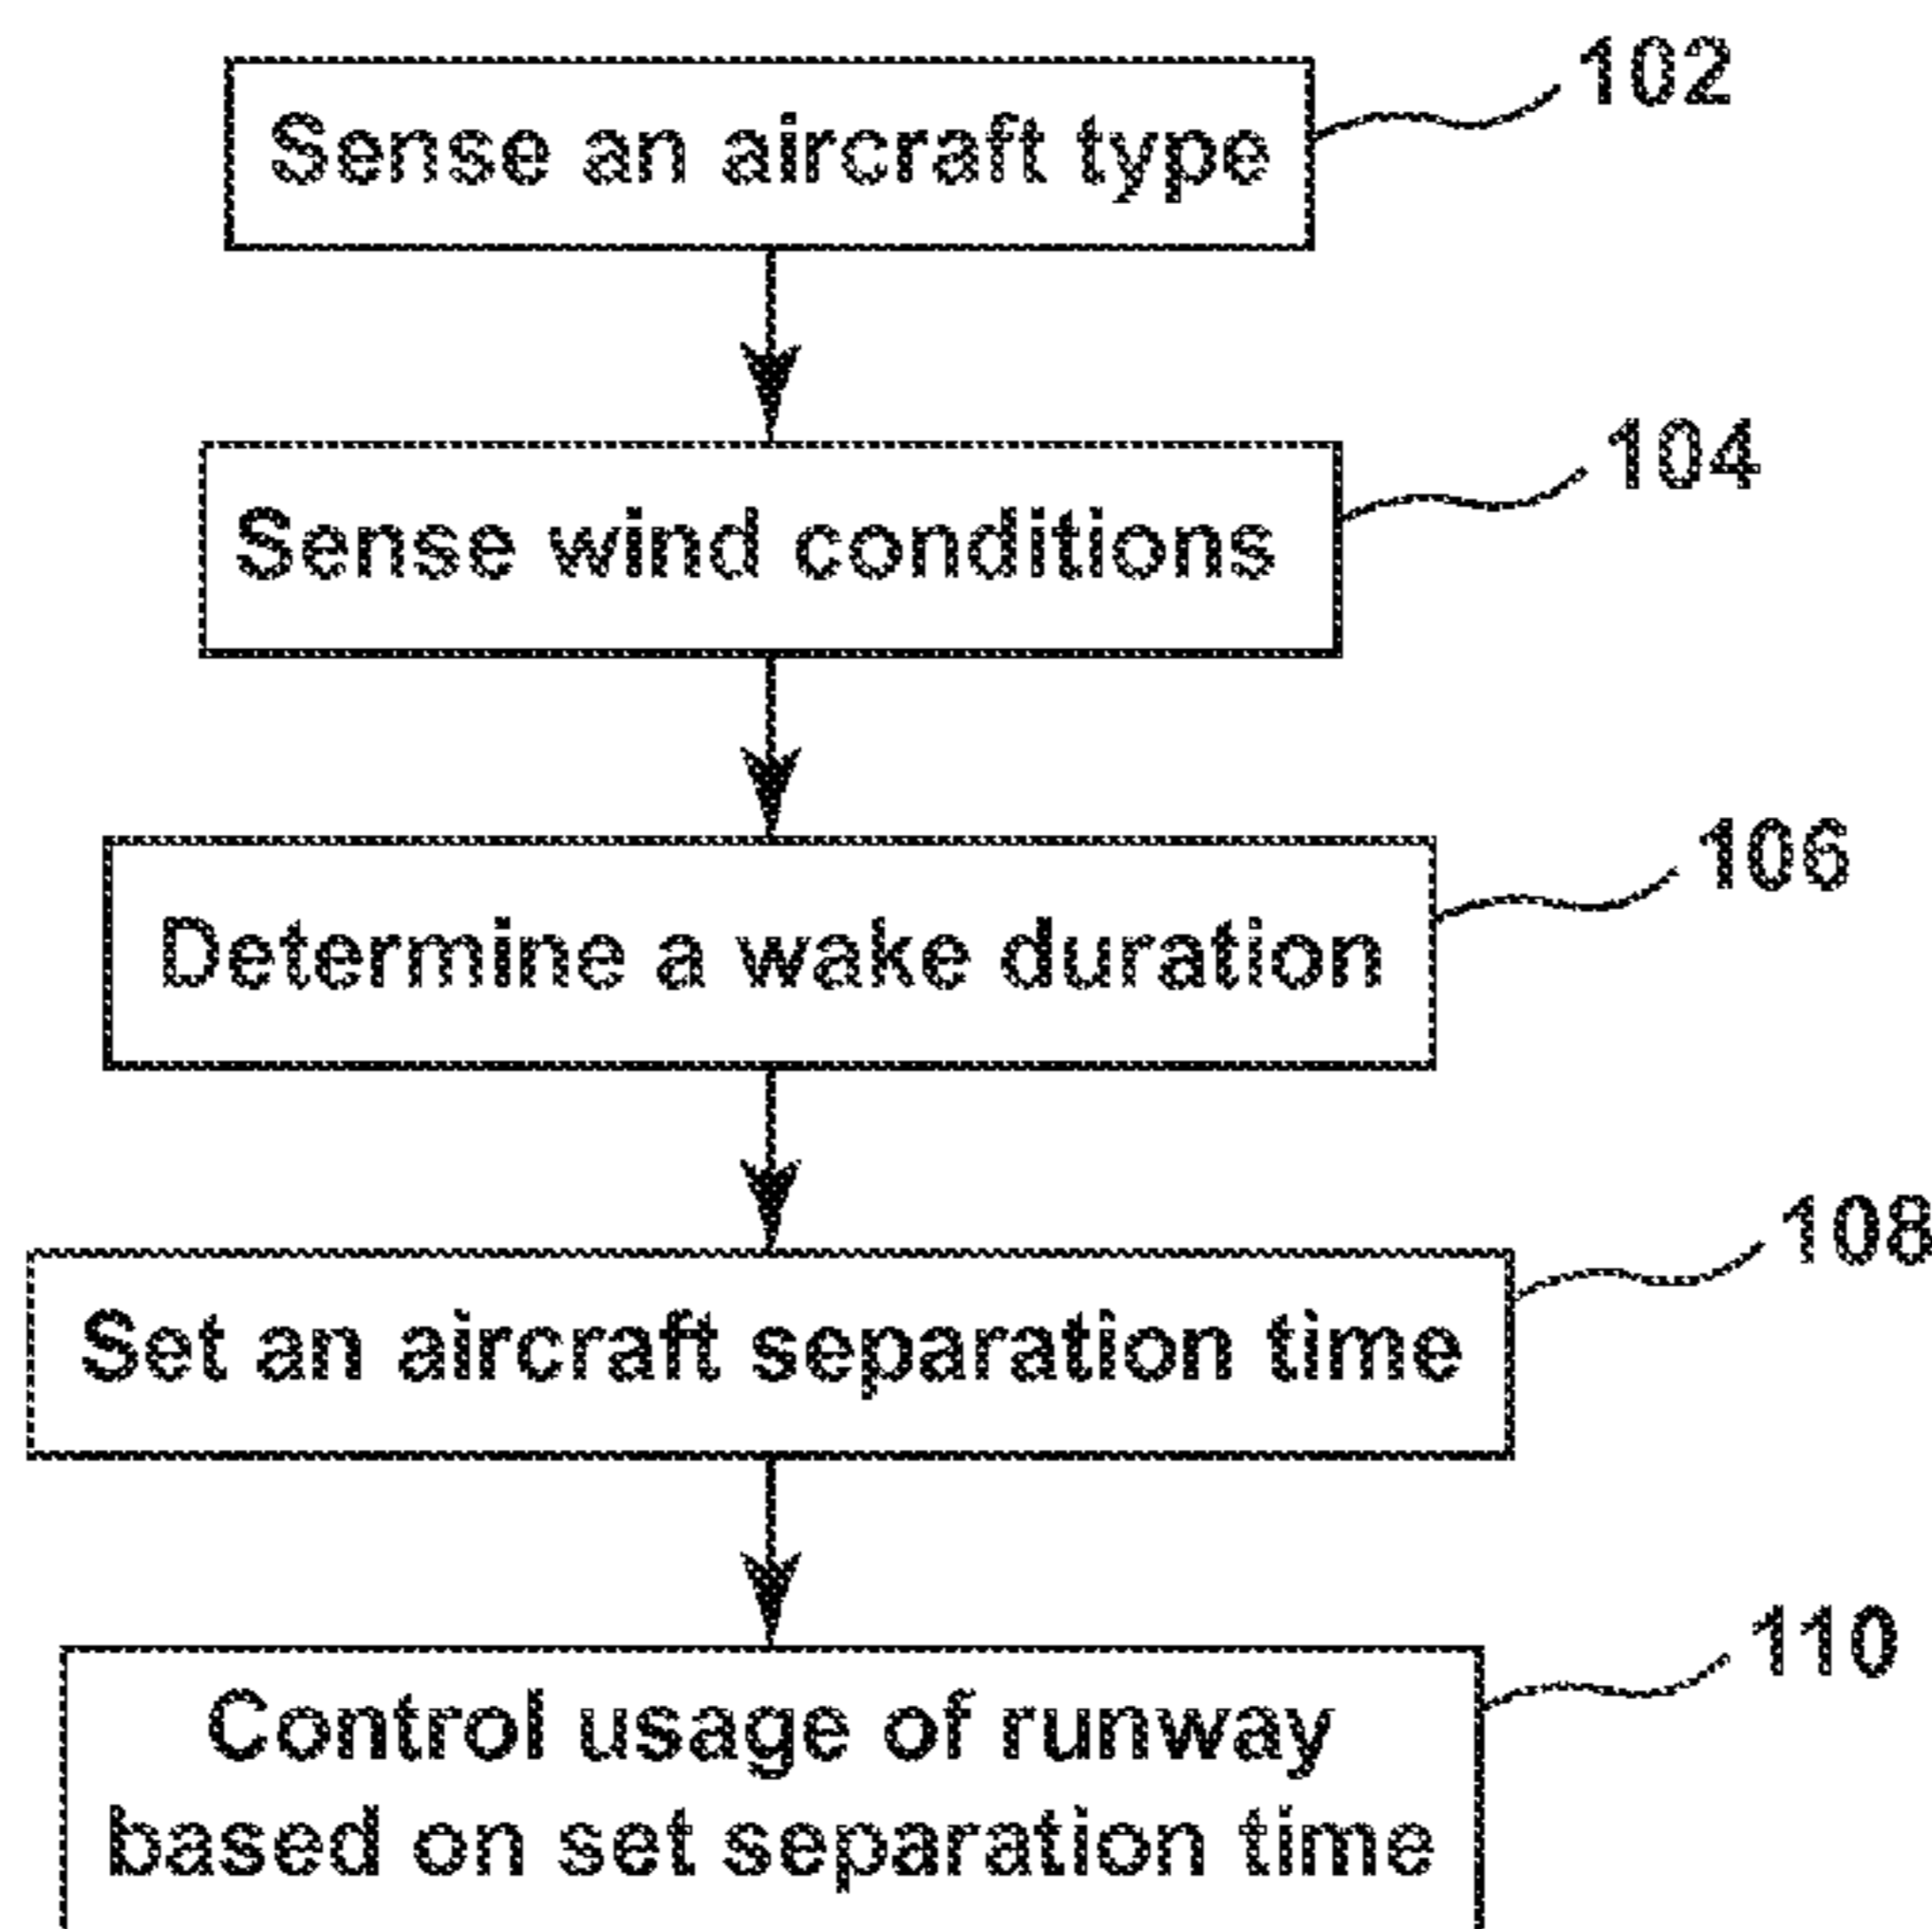 102
Sense an aircraft type
104
Sense wind conditions
106
Determine a wake duration
108
Set an aircraft separation time
110
Control usage of runway
based on set separation time